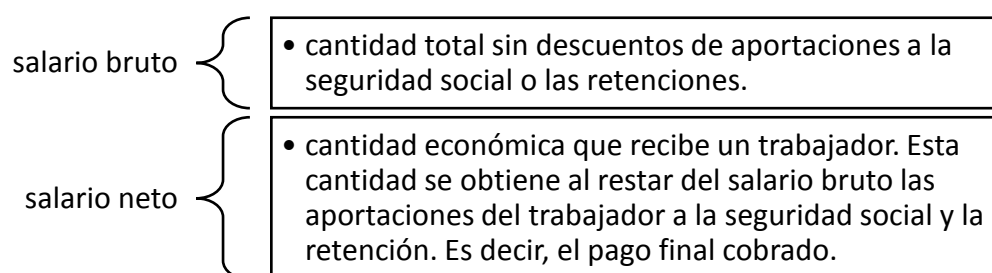 salario bruto
• cantidad total sin descuentos de aportaciones a la
seguridad social o las retenciones.
salario neto
• cantidad económica que recibe un trabajador. Esta
cantidad se obtiene al restar del salario bruto las
aportaciones del trabajador a la seguridad social y la
retención. Es decir, el pago final cobrado.